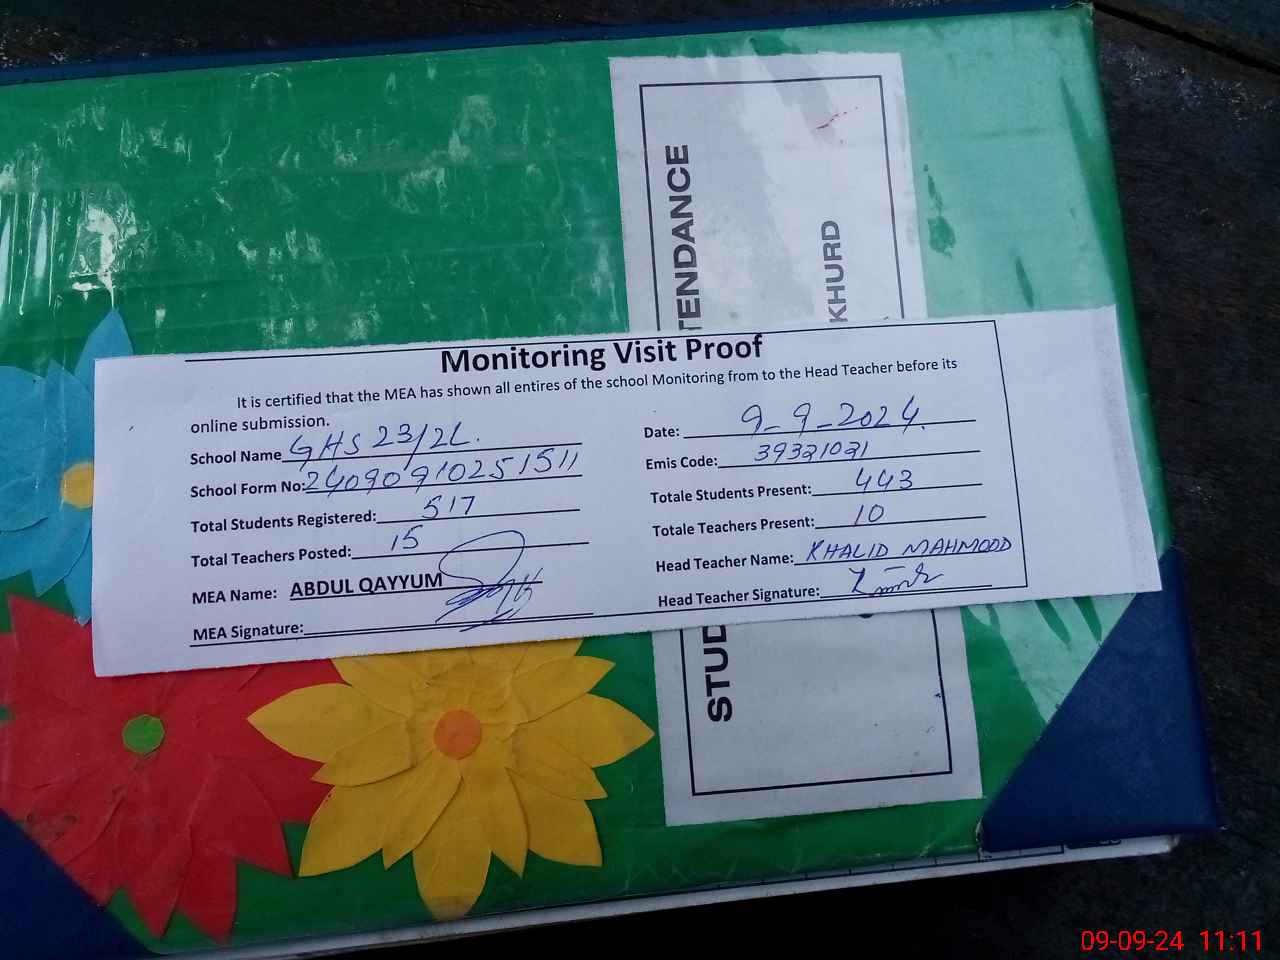 TENDANCE
KHURD
Monitoring Visit Proof
It is certified that the MEA has shown all entires of the school Monitoring from to the Head Teacher before its
online submission.
School Name GHS 23/2L.
Date: 9-9-2024.
School Form No: 24090910251511
Emis Code: 39321021
Total Students Registered: 517
Totale Students Present: 443
Total Teachers Posted: 15
Totale Teachers Present: 10
MEA Name: ABDUL QAYYUM
Head Teacher Name: KHALID MAHMOOD
MEA Signature:
Head Teacher Signature:
STUD
09-09-24 11:11